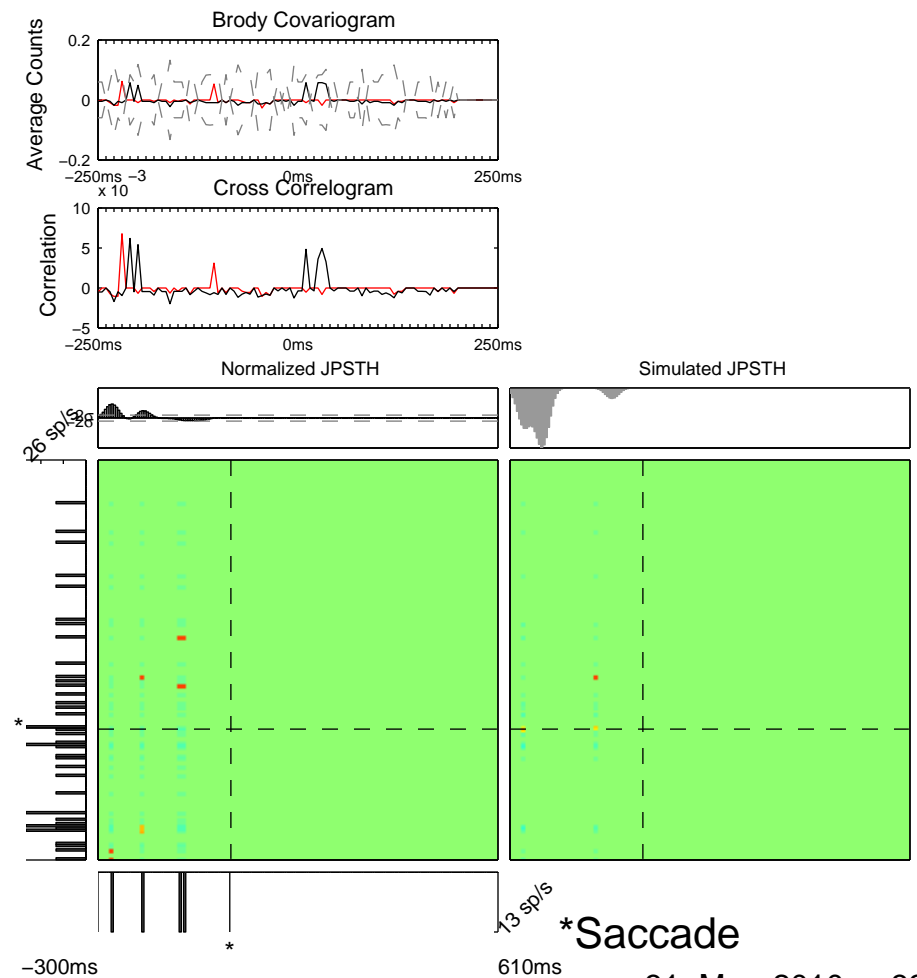 Brody Covariogram
Average Counts
0.2
0
−0.2
−250ms
0ms
250ms
x 10
−3
Cross Correlogram
Correlation
10
5
0
−5
−250ms
0ms
250ms
Normalized JPSTH
Simulated JPSTH
26 sp/s
*
*
13 sp/s
*Saccade
−300ms
610ms